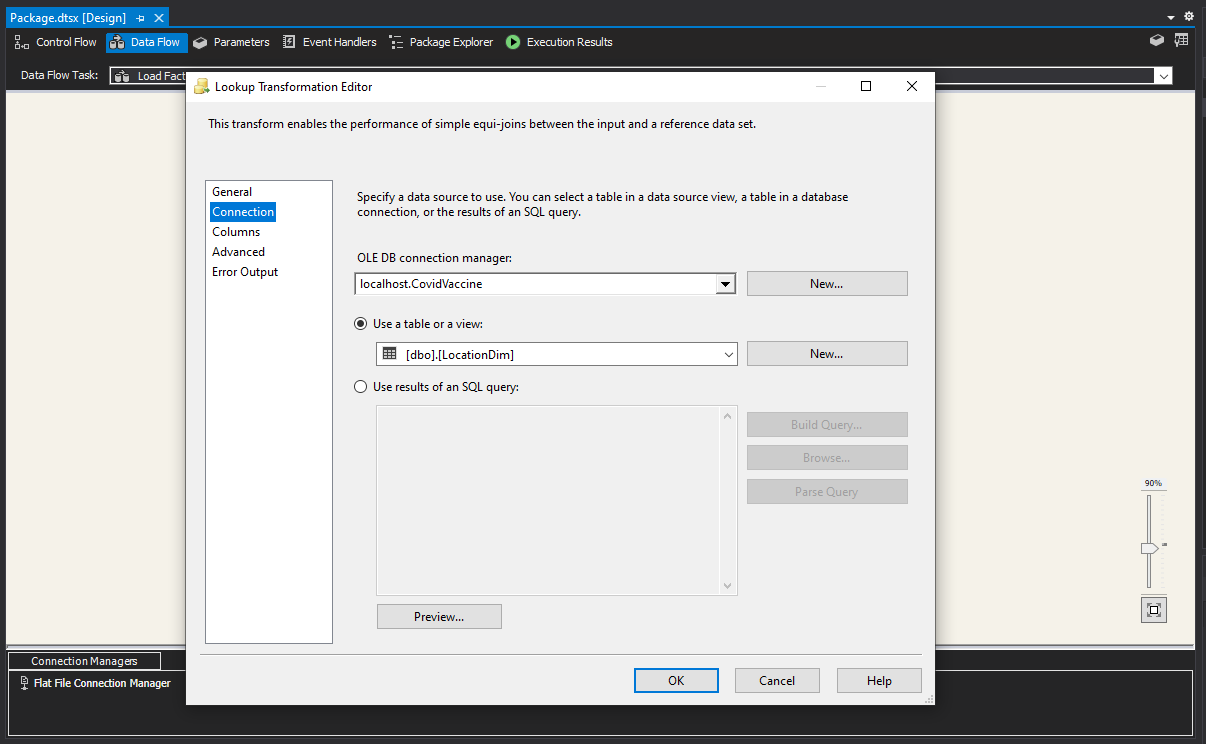 Package.dtsx [Design]
Control Flow
Data Flow
Parameters
Event Handlers
Package Explorer
Execution Results
Data Flow Task:
Load Fact
Lookup Transformation Editor
This transform enables the performance of simple equi-joins between the input and a reference data set.
General
Connection
Columns
Advanced
Error Output
Specify a data source to use. You can select a table in a data source view, a table in a database
connection, or the results of an SQL query.
OLE DB connection manager:
localhost.CovidVaccine
New...
Use a table or a view:
[dbo].[LocationDim]
New...
Use results of an SQL query:
Build Query...
Browse...
Parse Query
Preview...
90%
OK
Cancel
Help
Connection Managers
Flat File Connection Manager